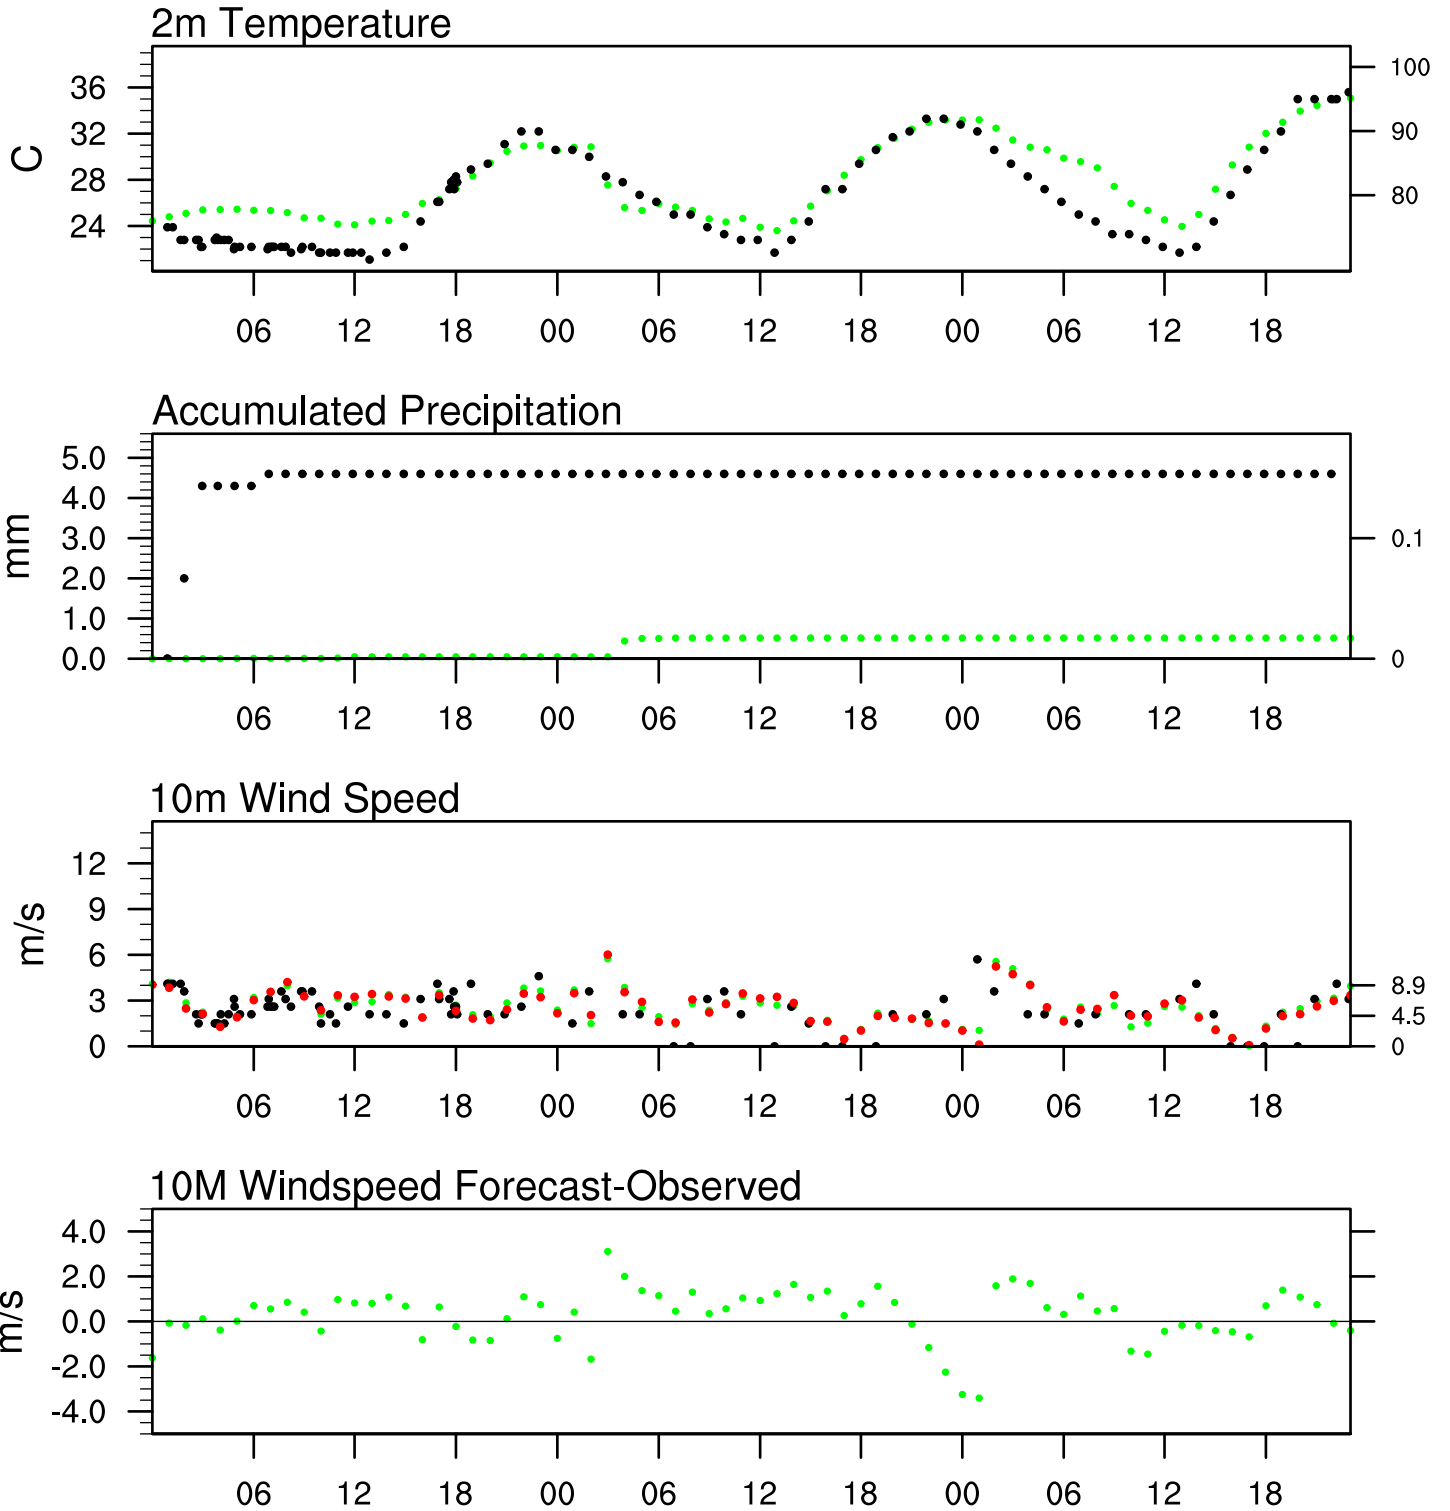 2m Temperature
36
32
28
24
C
100
90
80
06 12 18 00 06 12 18 00 06 12 18
Accumulated Precipitation
5.0
4.0
3.0
2.0
1.0
0.0
mm
0.1
0
06 12 18 00 06 12 18 00 06 12 18
10m Wind Speed
12
9
6
3
0
m/s
8.9
4.5
0
06 12 18 00 06 12 18 00 06 12 18
10M Windspeed Forecast-Observed
4.0
2.0
0.0
-2.0
-4.0
m/s
06 12 18 00 06 12 18 00 06 12 18